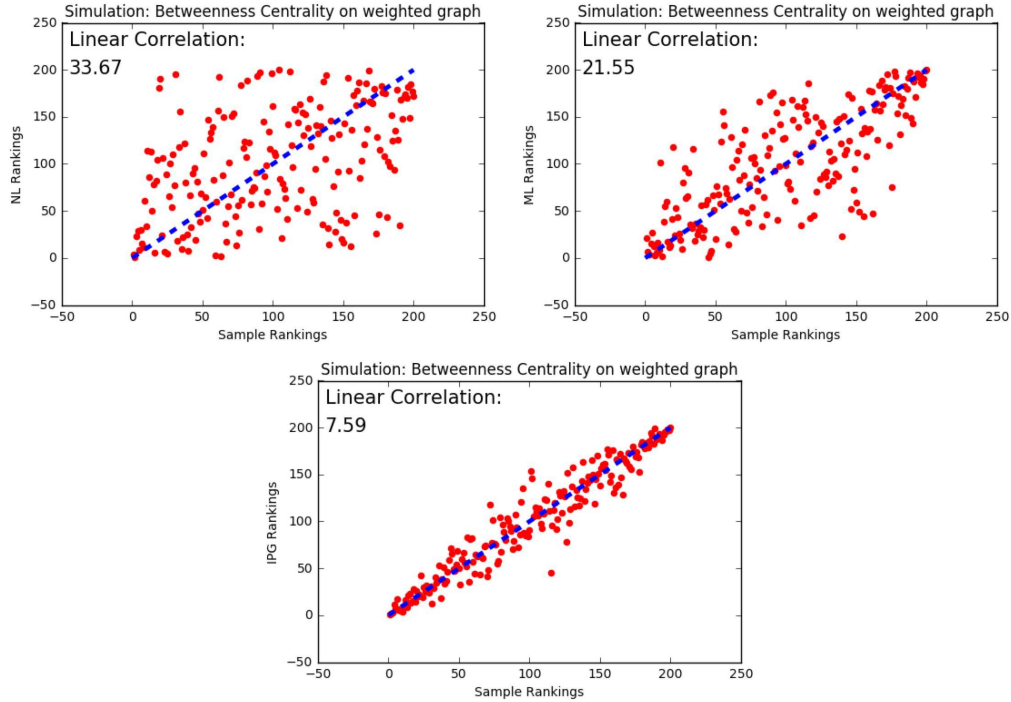 Simulation: Betweenness Centrality on weighted graph
250
200
150
100
50
0
−50
NL Rankings
Linear Correlation:
33.67
−50 0 50 100 150 200 250
Sample Rankings
Simulation: Betweenness Centrality on weighted graph
250
200
150
100
50
0
−50
ML Rankings
Linear Correlation:
21.55
−50 0 50 100 150 200 250
Sample Rankings
Simulation: Betweenness Centrality on weighted graph
250
200
150
100
50
0
−50
IPG Rankings
Linear Correlation:
7.59
−50 0 50 100 150 200 250
Sample Rankings